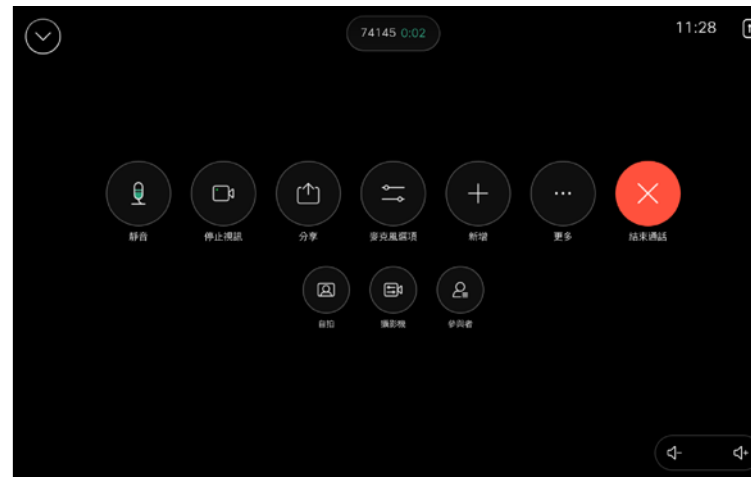 74145 0:02
11:28
靜音
停止視訊
分享
麥克風選項
新增
更多
結束通話
自拍
攝影機
參與者